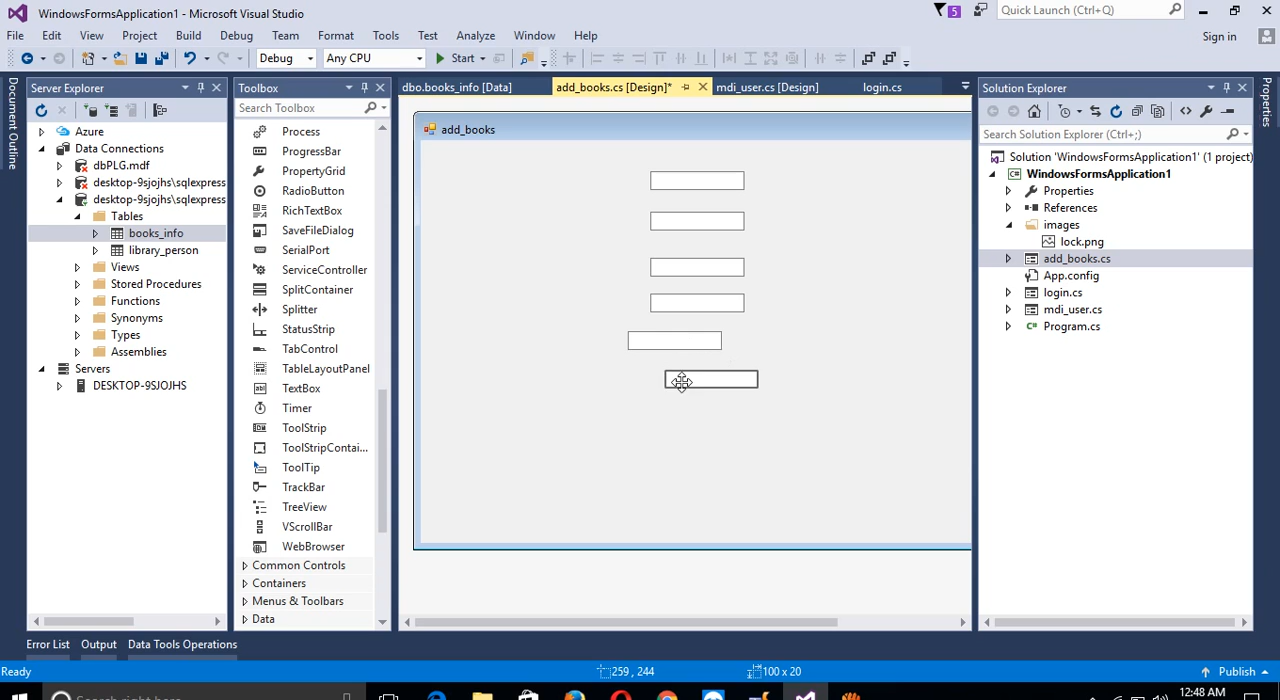 WindowsFormsApplication1 - Microsoft Visual Studio
5
Quick Launch (Ctrl+Q)
File Edit View Project Build Debug Team Format Tools Test Analyze Window Help
Sign in
Debug Any CPU Start
Document Outline
Server Explorer
Azure
Data Connections
dbPLG.mdf
desktop-9sjojhs\sqlexpress
desktop-9sjojhs\sqlexpress
Tables
books_info
library_person
Views
Stored Procedures
Functions
Synonyms
Types
Assemblies
Servers
DESKTOP-9SJOJHS
Toolbox
Search Toolbox
Process
ProgressBar
PropertyGrid
RadioButton
RichTextBox
SaveFileDialog
SerialPort
ServiceController
SplitContainer
Splitter
StatusStrip
TabControl
TableLayoutPanel
TextBox
Timer
ToolStrip
ToolStripContai...
ToolTip
TrackBar
TreeView
VScrollBar
WebBrowser
Common Controls
Containers
Menus & Toolbars
Data
dbo.books_info [Data] add_books.cs [Design]* mdi_user.cs [Design] login.cs
add_books
Solution Explorer
Search Solution Explorer (Ctrl+;)
Solution 'WindowsFormsApplication1' (1 project)
WindowsFormsApplication1
Properties
References
images
lock.png
add_books.cs
App.config
login.cs
mdi_user.cs
Program.cs
Properties
Error List Output Data Tools Operations
Ready 259 , 244 100 x 20 Publish
12:48 AM